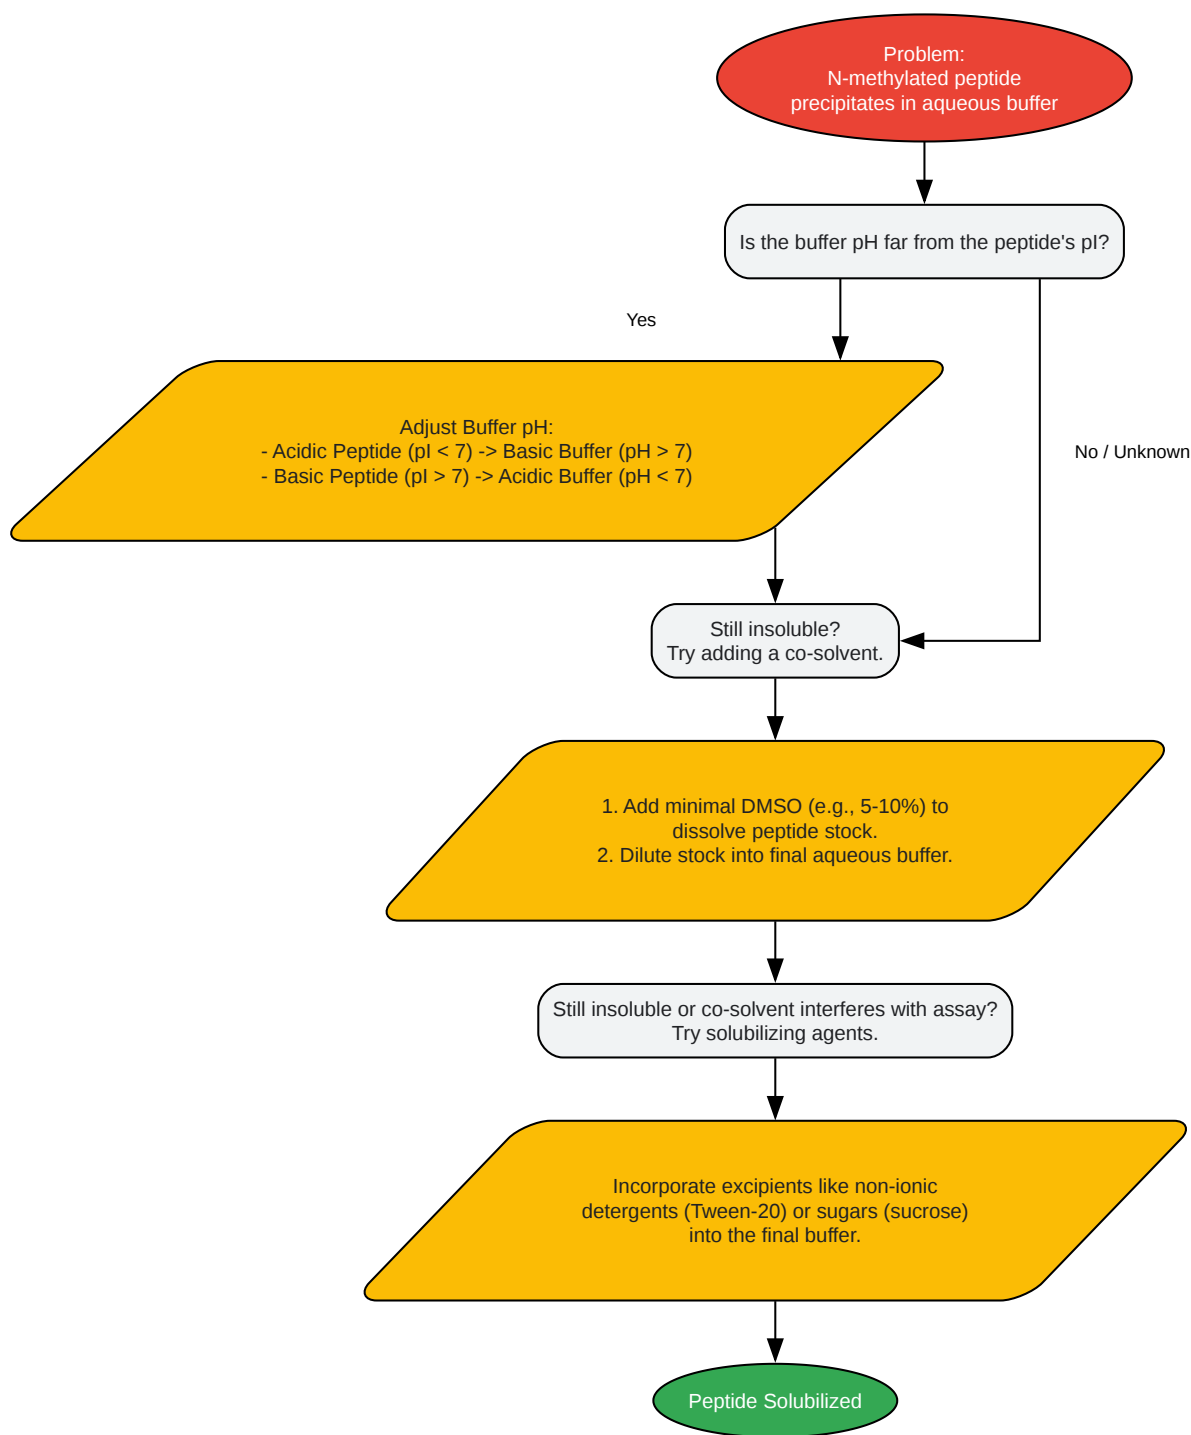 Problem:
N-methylated peptide
precipitates in aqueous buffer
Is the buffer pH far from the peptide's pI?
Yes
Adjust Buffer pH:
- Acidic Peptide (pI < 7) -> Basic Buffer (pH > 7)
- Basic Peptide (pI > 7) -> Acidic Buffer (pH < 7)
No / Unknown
Still insoluble?
Try adding a co-solvent.
1. Add minimal DMSO (e.g., 5-10%) to
dissolve peptide stock.
2. Dilute stock into final aqueous buffer.
Still insoluble or co-solvent interferes with assay?
Try solubilizing agents.
Incorporate excipients like non-ionic
detergents (Tween-20) or sugars (sucrose)
into the final buffer.
Peptide Solubilized